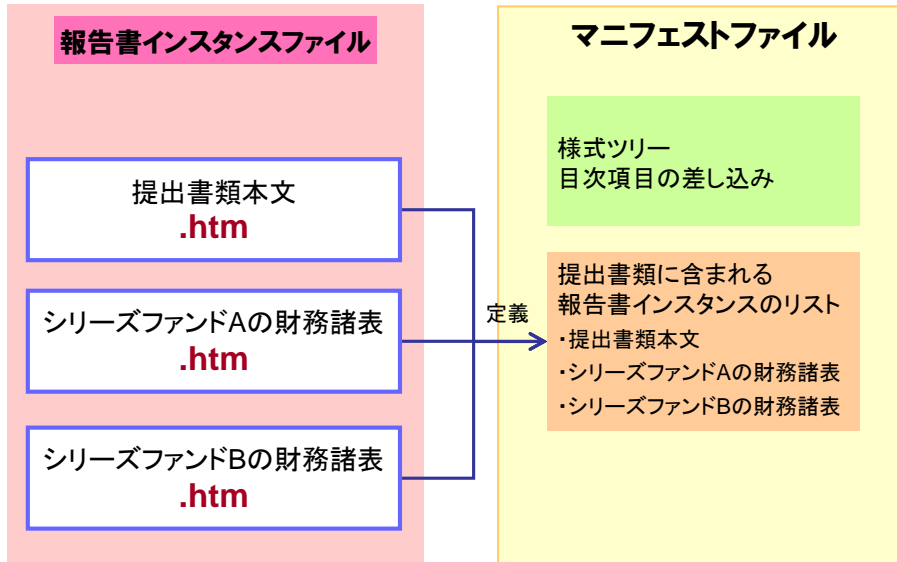 報告書インスタンスファイル
提出書類本文
.htm
シリーズファンドAの財務諸表
.htm
シリーズファンドBの財務諸表
.htm
定義
マニフェストファイル
様式ツリー
目次項目の差し込み
提出書類に含まれる
報告書インスタンスのリスト
・提出書類本文
・シリーズファンドAの財務諸表
・シリーズファンドBの財務諸表